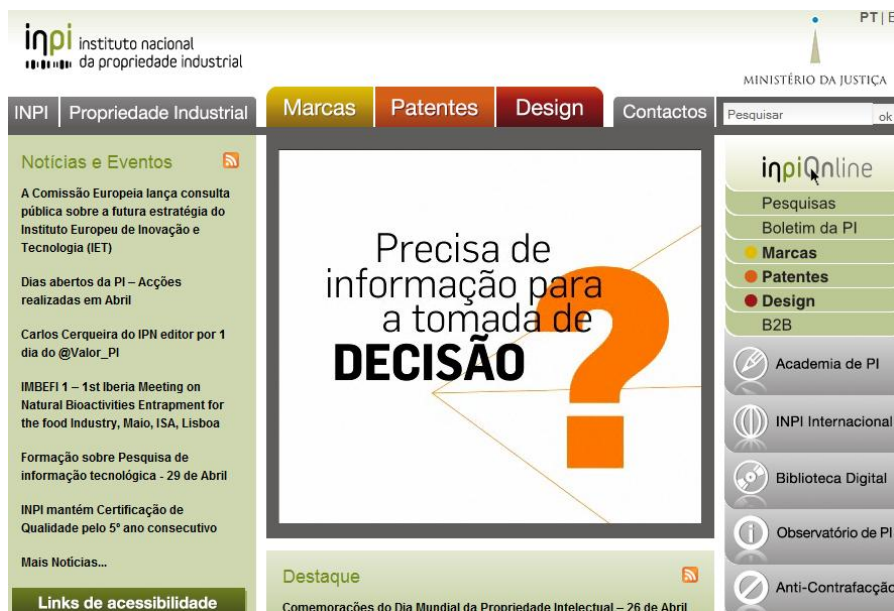 inpi instituto nacional
da propriedade industrial
PT | E
MINISTÉRIO DA JUSTIÇA
INPI
Propriedade Industrial
Marcas
Patentes
Design
Contactos
Pesquisar
ok
Notícias e Eventos
A Comissão Europeia lança consulta
pública sobre a futura estratégia do
Instituto Europeu de Inovação e
Tecnologia (IET)
Dias abertos da PI – Acções
realizadas em Abril
Carlos Cerqueira do IPN editor por 1
dia do @Valor_PI
IMBEFI 1 – 1st Iberia Meeting on
Natural Bioactivities Entrapment for
the food Industry, Maio, ISA, Lisboa
Formação sobre Pesquisa de
informação tecnológica - 29 de Abril
INPI mantém Certificação de
Qualidade pelo 5º ano consecutivo
Mais Noticias...
Links de acessibilidade
Precisa de
informação para
a tomada de
DECISÃO
?
Destaque
Comemorações do Dia Mundial da Propriedade Intelectual – 26 de Abril
inpiOnline
Pesquisas
Boletim da PI
Marcas
Patentes
Design
B2B
Academia de PI
INPI Internacional
Biblioteca Digital
Observatório de PI
Anti-Contrafacção